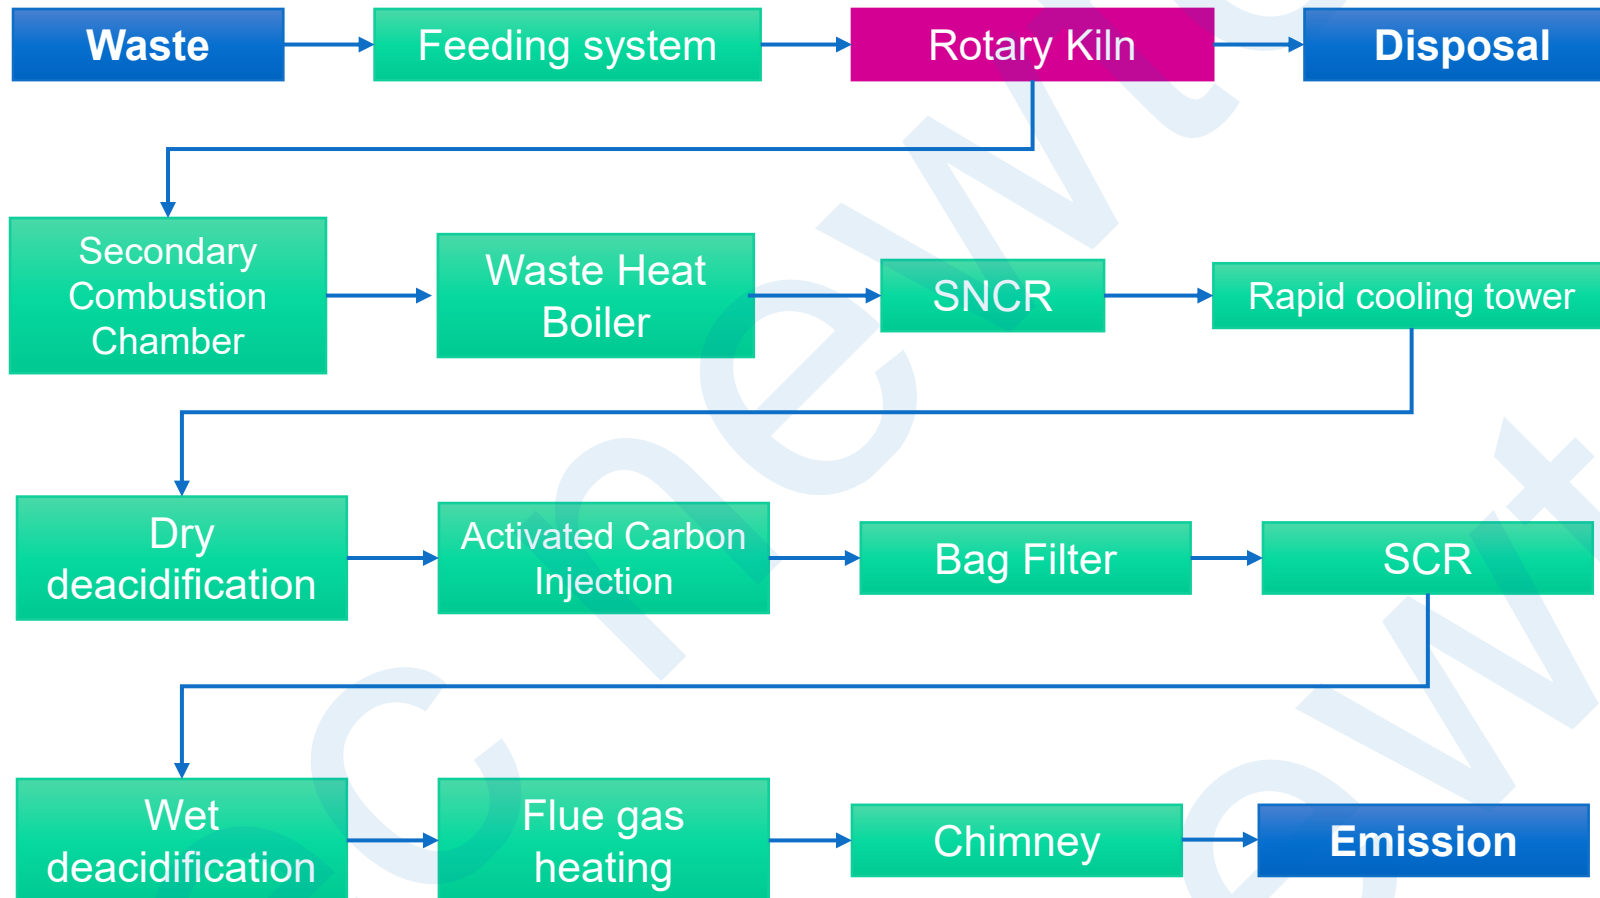 Waste
Feeding system
Rotary Kiln
Disposal
Secondary
Combustion
Chamber
Waste Heat
Boiler
SNCR
Rapid cooling tower
Dry
deacidification
Activated Carbon
Injection
Bag Filter
SCR
Wet
deacidification
Flue gas
heating
Chimney
Emission